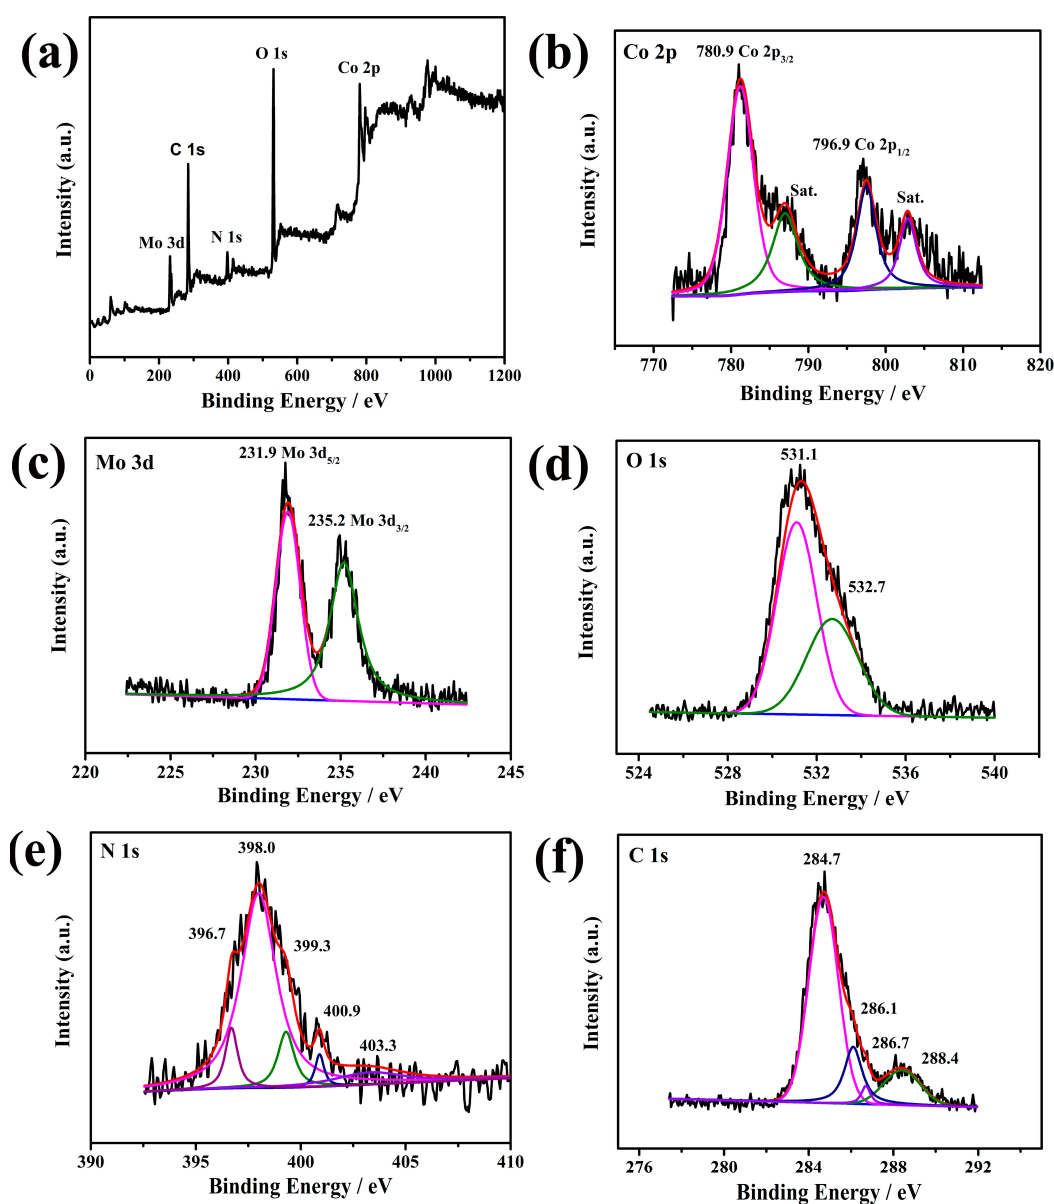 (a)
O 1s
Co 2p
C 1s
Mo 3d
N 1s
Intensity (a.u.)
0 200 400 600 800 1000 1200
Binding Energy / eV
(b)
Co 2p
780.9 Co 2p3/2
796.9 Co 2p1/2
Sat.
Sat.
Intensity (a.u.)
770 780 790 800 810 820
Binding Energy / eV
(c)
Mo 3d
231.9 Mo 3d5/2
235.2 Mo 3d3/2
Intensity (a.u.)
220 225 230 235 240 245
Binding Energy / eV
(d)
O 1s
531.1
532.7
Intensity (a.u.)
524 528 532 536 540
Binding Energy / eV
(e)
N 1s
398.0
396.7
399.3
400.9
403.3
Intensity (a.u.)
390 395 400 405 410
Binding Energy / eV
(f)
C 1s
284.7
286.1
286.7
288.4
Intensity (a.u.)
276 280 284 288 292
Binding Energy / eV